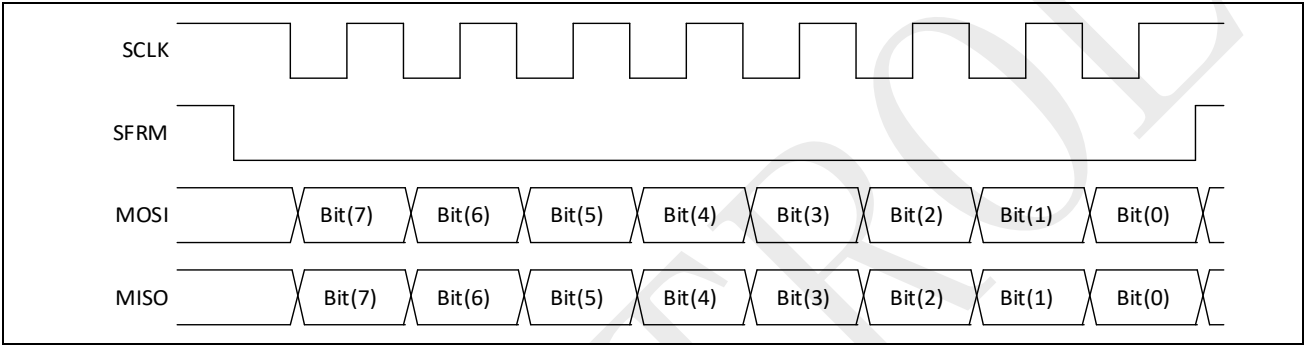 SCLK
SFRM
MOSI Bit(7) Bit(6) Bit(5) Bit(4) Bit(3) Bit(2) Bit(1) Bit(0)
MISO Bit(7) Bit(6) Bit(5) Bit(4) Bit(3) Bit(2) Bit(1) Bit(0)